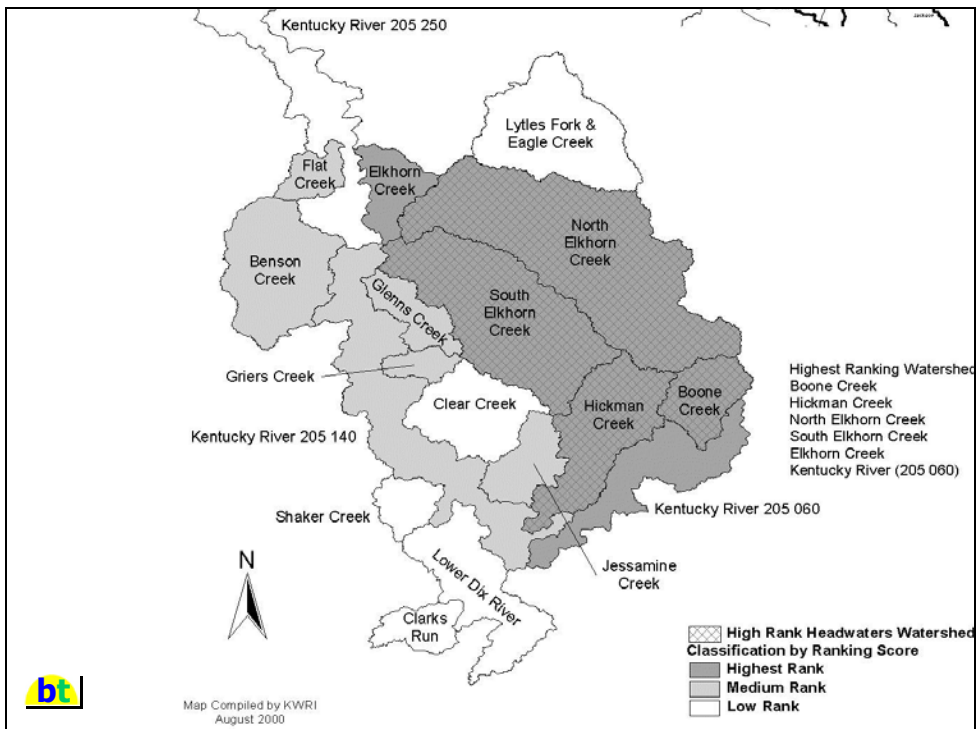 Kentucky River 205 250
Jackson
Lytles Fork &
Eagle Creek
Flat
Creek
Elkhorn
Creek
North
Elkhorn
Creek
Benson
Creek
Glenns Creek
South
Elkhorn
Creek
Griers Creek
Clear Creek
Hickman
Creek
Boone
Creek
Highest Ranking Watershed
Boone Creek
Hickman Creek
North Elkhorn Creek
South Elkhorn Creek
Elkhorn Creek
Kentucky River (205 060)
Kentucky River 205 140
Shaker Creek
Kentucky River 205 060
N
Lower Dix River
Jessamine
Creek
Clarks
Run
High Rank Headwaters Watershed
Classification by Ranking Score
Highest Rank
Medium Rank
Low Rank
bt
Map Compiled by KWRI
August 2000